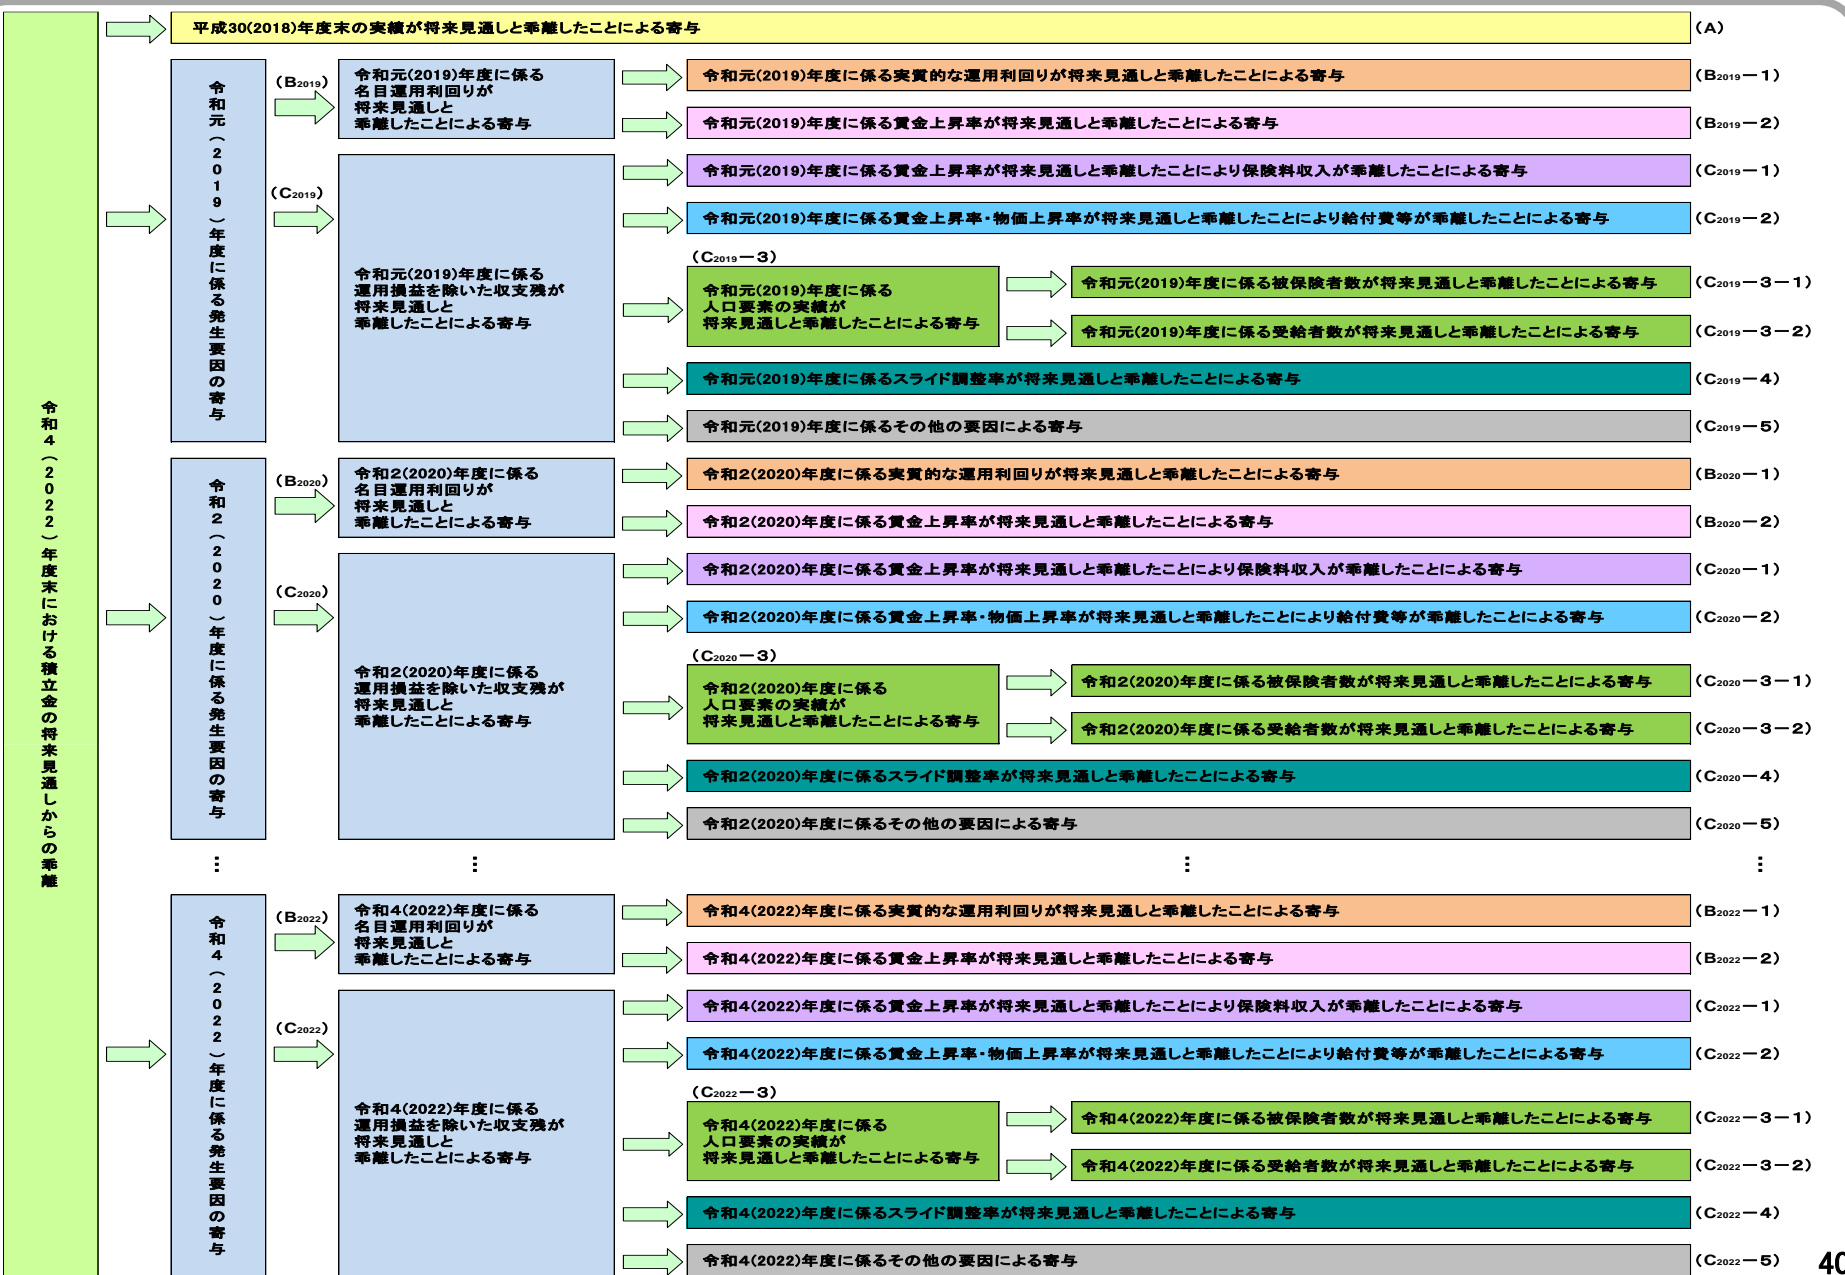 令和4(2022)年度末における積立金の将来見通しからの乖離
平成30(2018)年度末の実績が将来見通しと乖離したことによる寄与
(A)
令和元(2019)年度に係る発生要因の寄与
(B2019)
令和元(2019)年度に係る
名目運用利回りが
将来見通しと
乖離したことによる寄与
令和元(2019)年度に係る実質的な運用利回りが将来見通しと乖離したことによる寄与
(B2019－1)
令和元(2019)年度に係る賃金上昇率が将来見通しと乖離したことによる寄与
(B2019－2)
(C2019)
令和元(2019)年度に係る
運用損益を除いた収支残が
将来見通しと
乖離したことによる寄与
令和元(2019)年度に係る賃金上昇率が将来見通しと乖離したことにより保険料収入が乖離したことによる寄与
(C2019－1)
令和元(2019)年度に係る賃金上昇率・物価上昇率が将来見通しと乖離したことにより給付費等が乖離したことによる寄与
(C2019－2)
(C2019－3)
令和元(2019)年度に係る
人口要素の実績が
将来見通しと乖離したことによる寄与
令和元(2019)年度に係る被保険者数が将来見通しと乖離したことによる寄与
(C2019－3－1)
令和元(2019)年度に係る受給者数が将来見通しと乖離したことによる寄与
(C2019－3－2)
令和元(2019)年度に係るスライド調整率が将来見通しと乖離したことによる寄与
(C2019－4)
令和元(2019)年度に係るその他の要因による寄与
(C2019－5)
令和2(2020)年度に係る発生要因の寄与
(B2020)
令和2(2020)年度に係る
名目運用利回りが
将来見通しと
乖離したことによる寄与
令和2(2020)年度に係る実質的な運用利回りが将来見通しと乖離したことによる寄与
(B2020－1)
令和2(2020)年度に係る賃金上昇率が将来見通しと乖離したことによる寄与
(B2020－2)
(C2020)
令和2(2020)年度に係る
運用損益を除いた収支残が
将来見通しと
乖離したことによる寄与
令和2(2020)年度に係る賃金上昇率が将来見通しと乖離したことにより保険料収入が乖離したことによる寄与
(C2020－1)
令和2(2020)年度に係る賃金上昇率・物価上昇率が将来見通しと乖離したことにより給付費等が乖離したことによる寄与
(C2020－2)
(C2020－3)
令和2(2020)年度に係る
人口要素の実績が
将来見通しと乖離したことによる寄与
令和2(2020)年度に係る被保険者数が将来見通しと乖離したことによる寄与
(C2020－3－1)
令和2(2020)年度に係る受給者数が将来見通しと乖離したことによる寄与
(C2020－3－2)
令和2(2020)年度に係るスライド調整率が将来見通しと乖離したことによる寄与
(C2020－4)
令和2(2020)年度に係るその他の要因による寄与
(C2020－5)
… … … …
令和4(2022)年度に係る発生要因の寄与
(B2022)
令和4(2022)年度に係る
名目運用利回りが
将来見通しと
乖離したことによる寄与
令和4(2022)年度に係る実質的な運用利回りが将来見通しと乖離したことによる寄与
(B2022－1)
令和4(2022)年度に係る賃金上昇率が将来見通しと乖離したことによる寄与
(B2022－2)
(C2022)
令和4(2022)年度に係る
運用損益を除いた収支残が
将来見通しと
乖離したことによる寄与
令和4(2022)年度に係る賃金上昇率が将来見通しと乖離したことにより保険料収入が乖離したことによる寄与
(C2022－1)
令和4(2022)年度に係る賃金上昇率・物価上昇率が将来見通しと乖離したことにより給付費等が乖離したことによる寄与
(C2022－2)
(C2022－3)
令和4(2022)年度に係る
人口要素の実績が
将来見通しと乖離したことによる寄与
令和4(2022)年度に係る被保険者数が将来見通しと乖離したことによる寄与
(C2022－3－1)
令和4(2022)年度に係る受給者数が将来見通しと乖離したことによる寄与
(C2022－3－2)
令和4(2022)年度に係るスライド調整率が将来見通しと乖離したことによる寄与
(C2022－4)
令和4(2022)年度に係るその他の要因による寄与
(C2022－5)
40